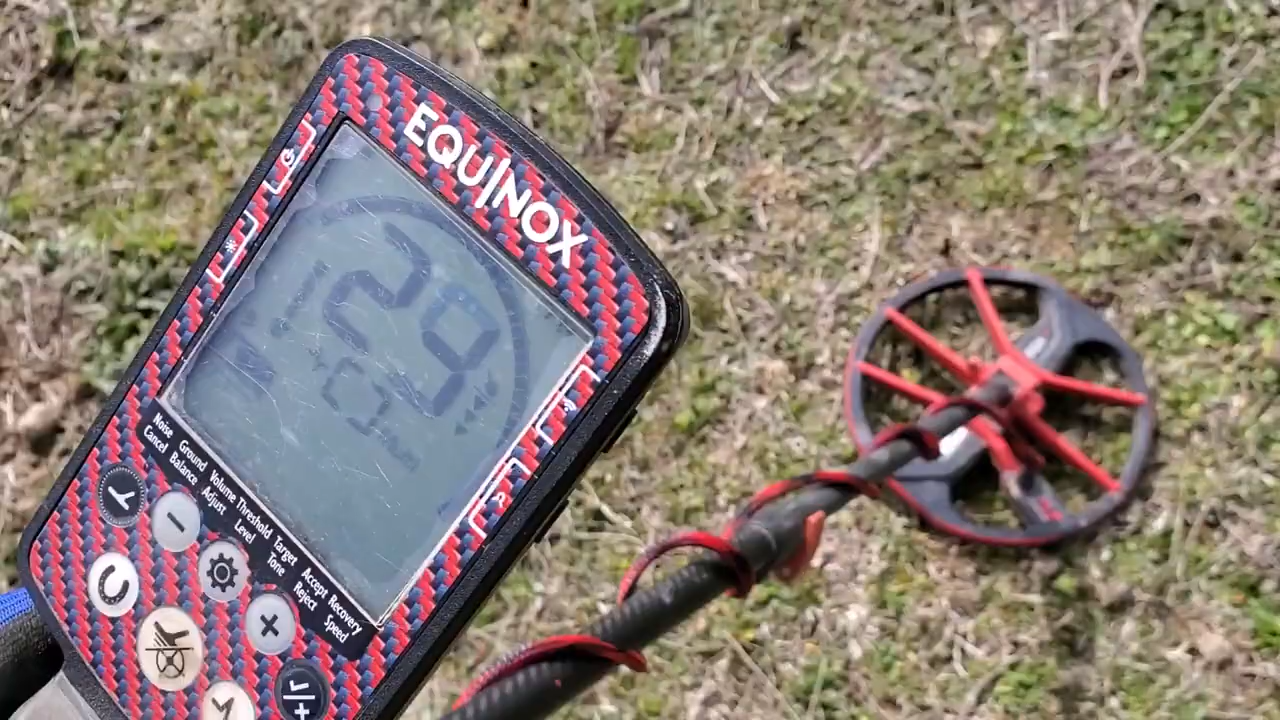 EQUINOX
29
Noise Ground Volume Threshold Target Accept Recovery
Cancel Balance Adjust Level Tone Reject Speed